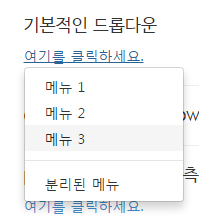 기본적인 드롭다운
여기를 클릭하세요.
메뉴 1
메뉴 2
메뉴 3
분리된 메뉴
측
여기를 클릭하세요.